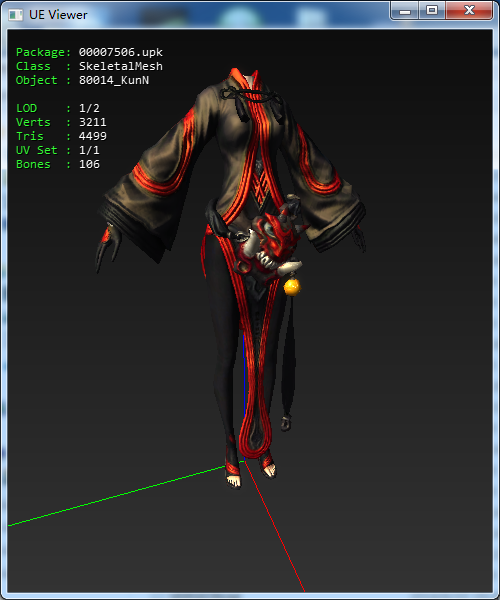 UE Viewer
Package: 00007506.upk
Class  : SkeletalMesh
Object : 80014_KunN
LOD    : 1/2
Verts  : 3211
Tris   : 4499
UV Set : 1/1
Bones  : 106